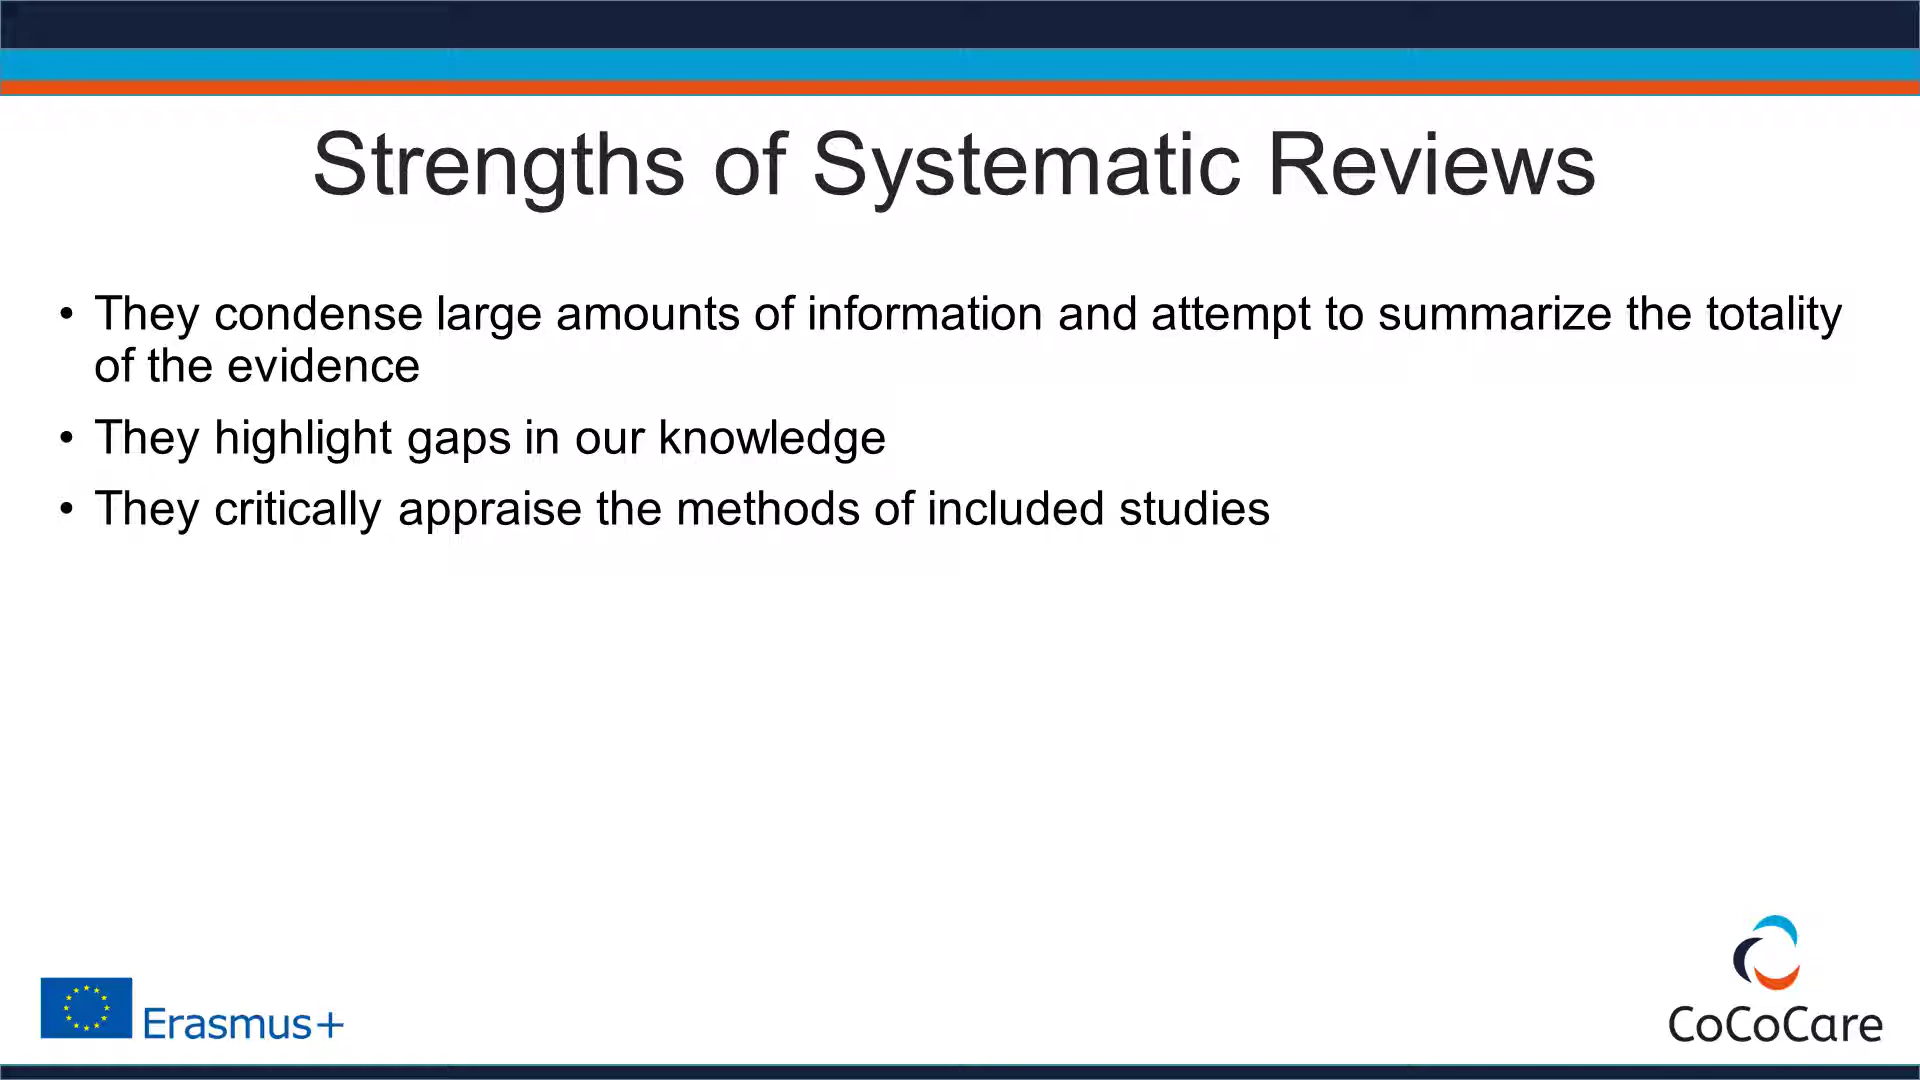 Strengths of Systematic Reviews
• They condense large amounts of information and attempt to summarize the totality
of the evidence
• They highlight gaps in our knowledge
• They critically appraise the methods of included studies
Erasmus+
CoCoCare